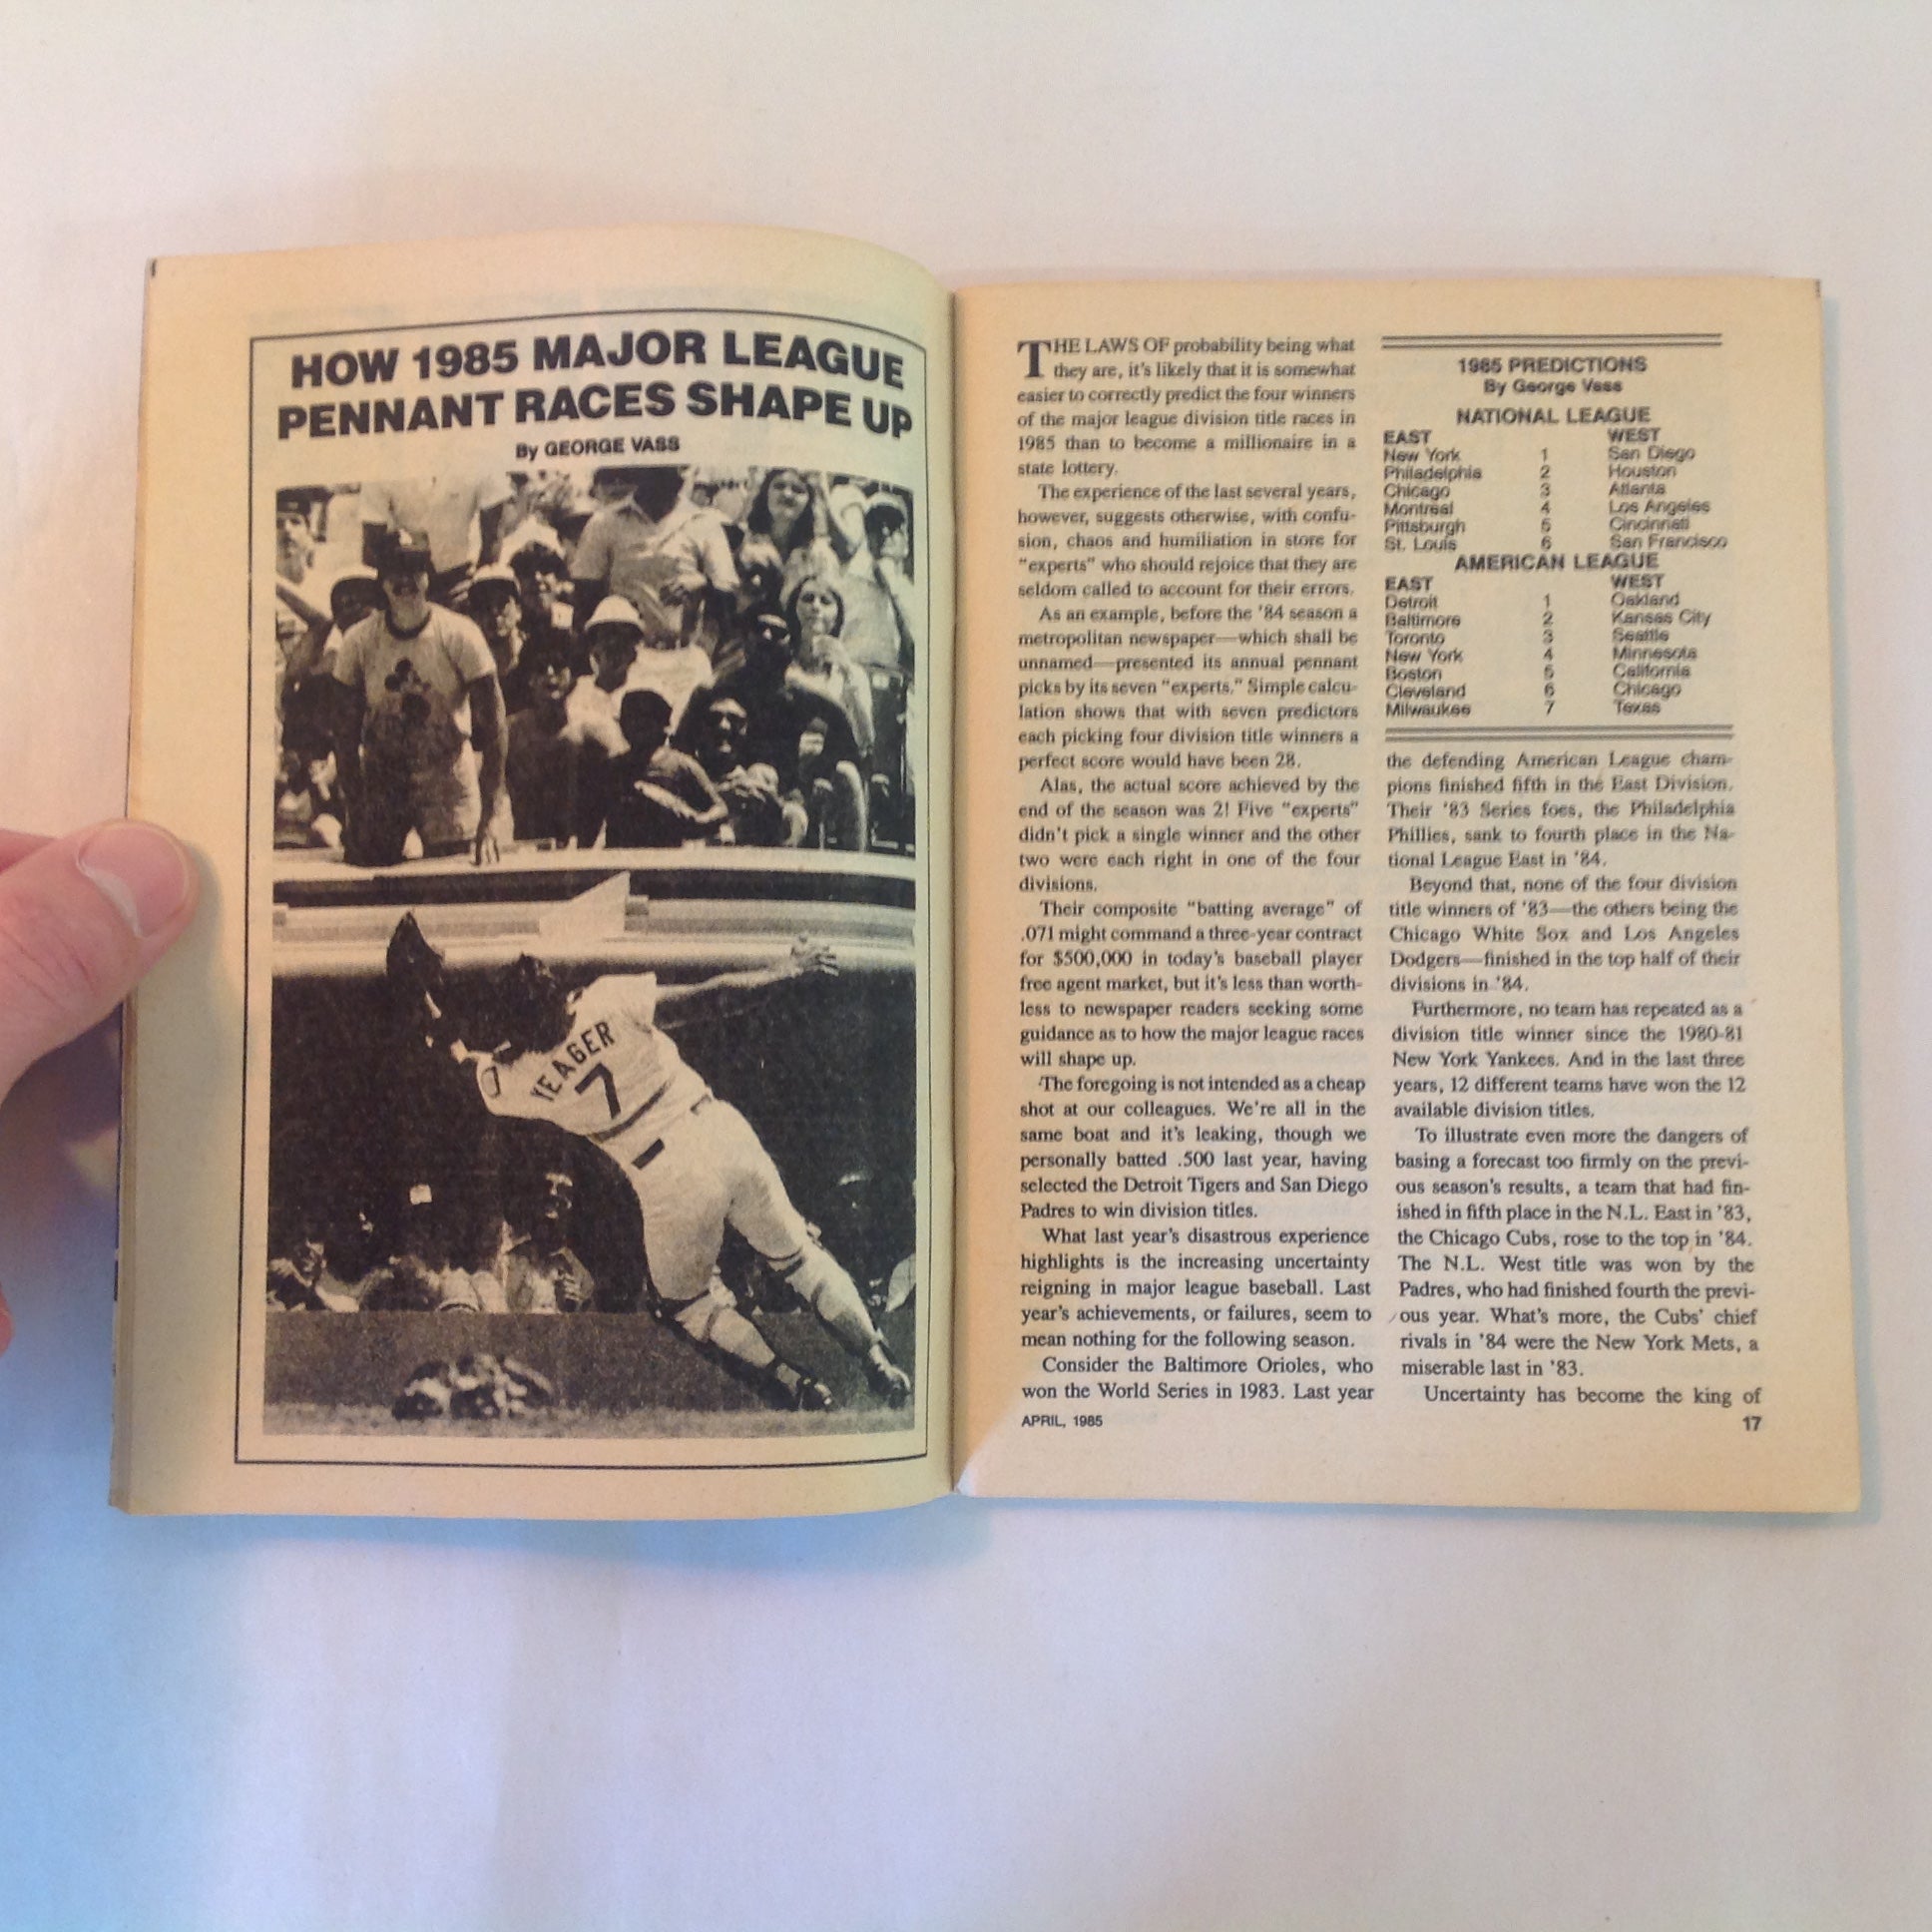 HOW 1985 MAJOR LEAGUE
PENNANT RACES SHAPE UP
By GEORGE VASS
YEAGER
7
THE LAWS OF probability being what
they are, it's likely that it is somewhat
easier to correctly predict the four winners
of the major league division title races in
1985 than to become a millionaire in a
state lottery.
The experience of the last several years,
however, suggests otherwise, with confu-
sion, chaos and humiliation in store for
"experts" who should rejoice that they are
seldom called to account for their errors.
As an example, before the '84 season a
metropolitan newspaper—which shall be
unnamed—presented its annual pennant
picks by its seven "experts." Simple calcu-
lation shows that with seven predictors
each picking four division title winners a
perfect score would have been 28.
Alas, the actual score achieved by the
end of the season was 2! Five "experts"
didn't pick a single winner and the other
two were each right in one of the four
divisions.
Their composite "batting average" of
.071 might command a three-year contract
for $500,000 in today's baseball player
free agent market, but it's less than worth-
less to newspaper readers seeking some
guidance as to how the major league races
will shape up.
The foregoing is not intended as a cheap
shot at our colleagues. We're all in the
same boat and it's leaking, though we
personally batted .500 last year, having
selected the Detroit Tigers and San Diego
Padres to win division titles.
What last year's disastrous experience
highlights is the increasing uncertainty
reigning in major league baseball. Last
year's achievements, or failures, seem to
mean nothing for the following season.
Consider the Baltimore Orioles, who
won the World Series in 1983. Last year
1985 PREDICTIONS
By George Vass
NATIONAL LEAGUE
EAST WEST
New York 1 San Diego
Philadelphia 2 Houston
Chicago 3 Atlanta
Montreal 4 Los Angeles
Pittsburgh 5 Cincinnati
St. Louis 6 San Francisco
AMERICAN LEAGUE
EAST WEST
Detroit 1 Oakland
Baltimore 2 Kansas City
Toronto 3 Seattle
New York 4 Minnesota
Boston 5 California
Cleveland 6 Chicago
Milwaukee 7 Texas
the defending American League cham-
pions finished fifth in the East Division.
Their '83 Series foes, the Philadelphia
Phillies, sank to fourth place in the Na-
tional League East in '84.
Beyond that, none of the four division
title winners of '83—the others being the
Chicago White Sox and Los Angeles
Dodgers—finished in the top half of their
divisions in '84.
Furthermore, no team has repeated as a
division title winner since the 1980-81
New York Yankees. And in the last three
years, 12 different teams have won the 12
available division titles.
To illustrate even more the dangers of
basing a forecast too firmly on the previ-
ous season's results, a team that had fin-
ished in fifth place in the N.L. East in '83,
the Chicago Cubs, rose to the top in '84.
The N.L. West title was won by the
Padres, who had finished fourth the previ-
ous year. What's more, the Cubs' chief
rivals in '84 were the New York Mets, a
miserable last in '83.
Uncertainty has become the king of
APRIL, 1985
17